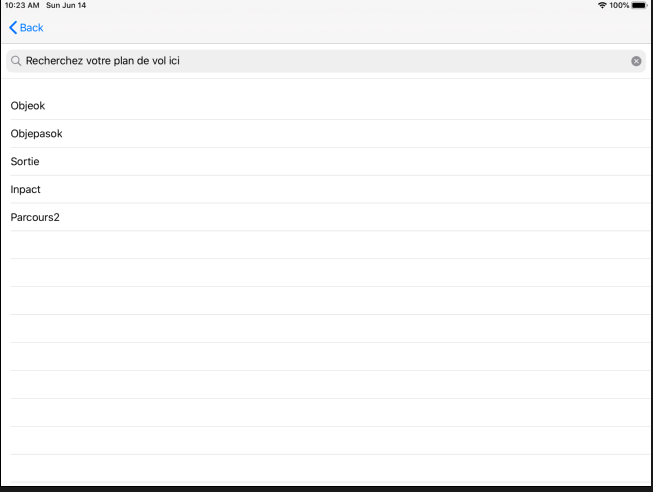 10:23 AM Sun Jun 14
100%
Back
Recherchez votre plan de vol ici
Objeok
Objepasok
Sortie
Inpact
Parcours2